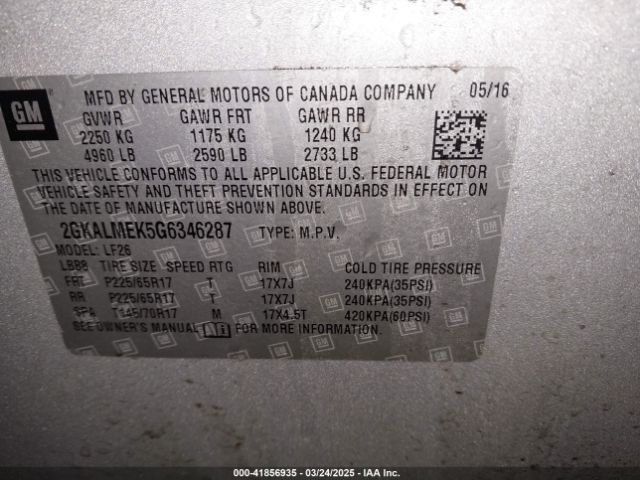 GM
MFD BY GENERAL MOTORS OF CANADA COMPANY 05/16
GVWR GAWR FRT GAWR RR
2250 KG 1175 KG 1240 KG
4960 LB 2590 LB 2733 LB
THIS VEHICLE CONFORMS TO ALL APPLICABLE U.S. FEDERAL MOTOR
VEHICLE SAFETY AND THEFT PREVENTION STANDARDS IN EFFECT ON
THE DATE OF MANUFACTURE SHOWN ABOVE.
2GKALMEK5G6346287 TYPE: M.P.V.
MODEL: LF26
TIRE SIZE SPEED RTG RIM COLD TIRE PRESSURE
FRT P225/65R17 T 17X7J 240KPA(35PSI)
RR P225/65R17 T 17X7J 240KPA(35PSI)
SPA T145/70R17 M 17X4.5T 420KPA(60PSI)
SEE OWNER'S MANUAL FOR MORE INFORMATION.
000-41856935 - 03/24/2025 - IAAI.COM